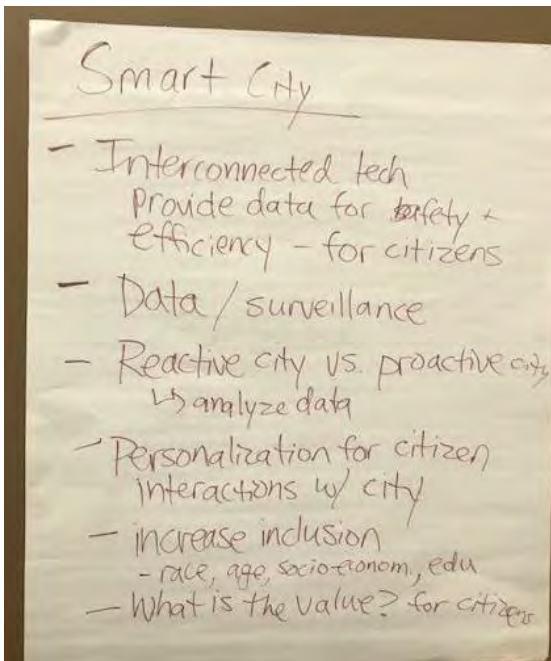 Smart City
- Interconnected tech
Provide data for safety +
efficiency - for citizens
- Data / surveillance
- Reactive city vs. proactive city
↳ analyze data
- Personalization for citizen
interactions w/ city
- increase inclusion
- race, age, socio-econom., edu
- What is the value? for citizens